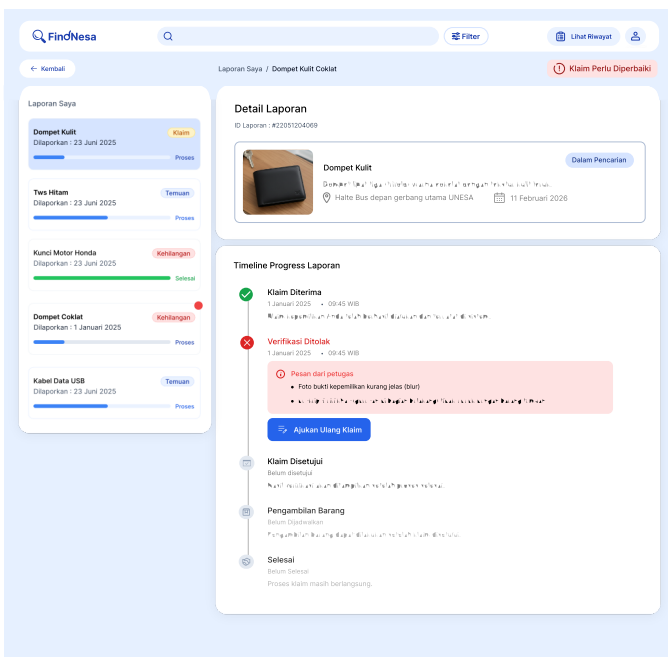 FindNesa
Filter
Lihat Riwayat
Kembali
Laporan Saya / Dompet Kulit Coklat
Klaim Perlu Diperbaiki
Laporan Saya
Dompet Kulit
Klaim
Dilaporkan : 23 Juni 2025
Proses
Tws Hitam
Temuan
Dilaporkan : 23 Juni 2025
Proses
Kunci Motor Honda
Kehilangan
Dilaporkan : 23 Juni 2025
Selesai
Dompet Coklat
Kehilangan
Dilaporkan : 1 Januari 2025
Proses
Kabel Data USB
Temuan
Dilaporkan : 23 Juni 2025
Proses
Detail Laporan
ID Laporan : #22051204069
Dompet Kulit
Dalam Pencarian
Halte Bus depan gerbang utama UNESA
11 Februari 2026
Timeline Progress Laporan
Klaim Diterima
1 Januari 2025 • 09:45 WIB
Verifikasi Ditolak
1 Januari 2025 • 09:45 WIB
Pesan dari petugas
• Foto bukti kepemilikan kurang jelas (blur)
Ajukan Ulang Klaim
Klaim Disetujui
Belum disetujui
Pengambilan Barang
Belum Dijadwalkan
Selesai
Belum Selesai
Proses klaim masih berlangsung.